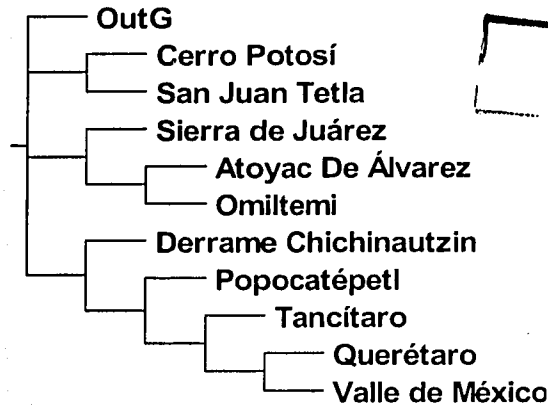 OutG
Cerro Potosí
San Juan Tetla
Sierra de Juárez
Atoyac De Álvarez
Omiltemi
Derrame Chichinautzin
Popocatépetl
Tancítaro
Querétaro
Valle de México